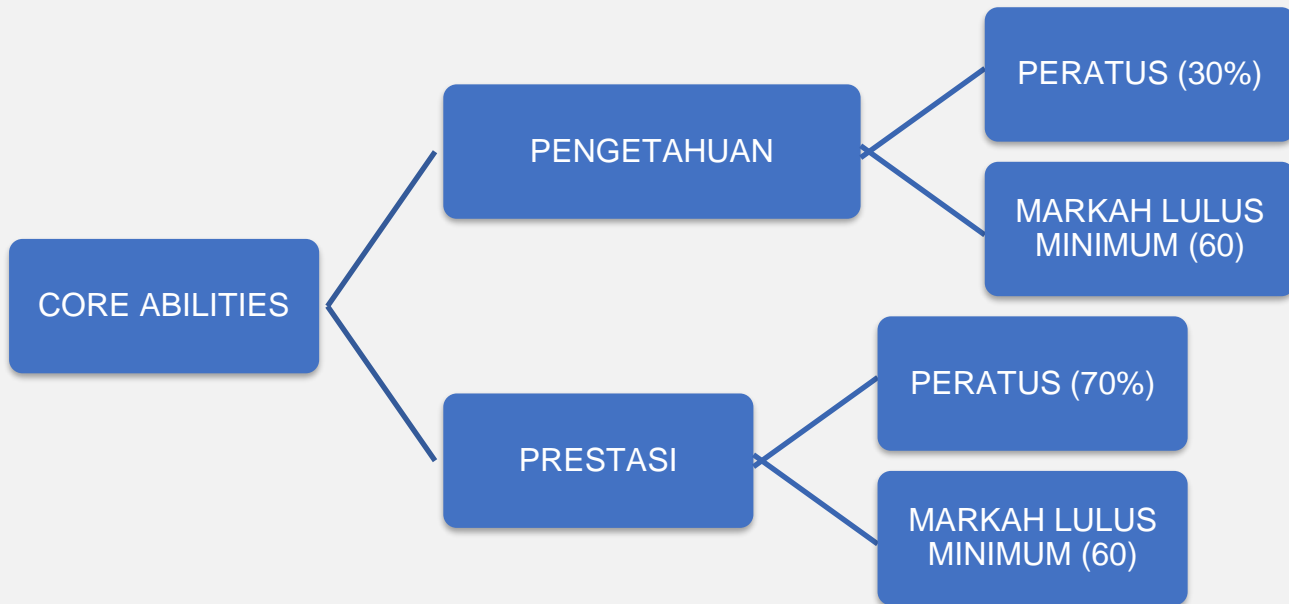 CORE ABILITIES
PENGETAHUAN
PERATUS (30%)
MARKAH LULUS
MINIMUM (60)
PRESTASI
PERATUS (70%)
MARKAH LULUS
MINIMUM (60)